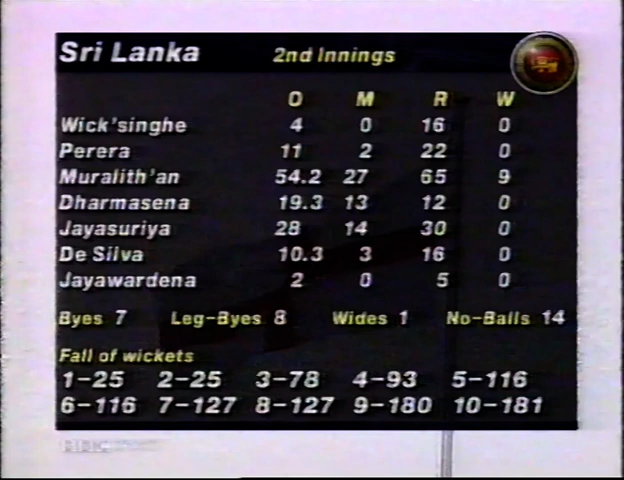 Sri Lanka 2nd Innings
O M R W
Wick'singhe 4 0 16 0
Perera 11 2 22 0
Muralith'an 54.2 27 65 9
Dharmasena 19.3 13 12 0
Jayasuriya 28 14 30 0
De Silva 10.3 3 16 0
Jayawardena 2 0 5 0
Byes 7 Leg-Byes 8 Wides 1 No-Balls 14
Fall of wickets
1-25 2-25 3-78 4-93 5-116
6-116 7-127 8-127 9-180 10-181